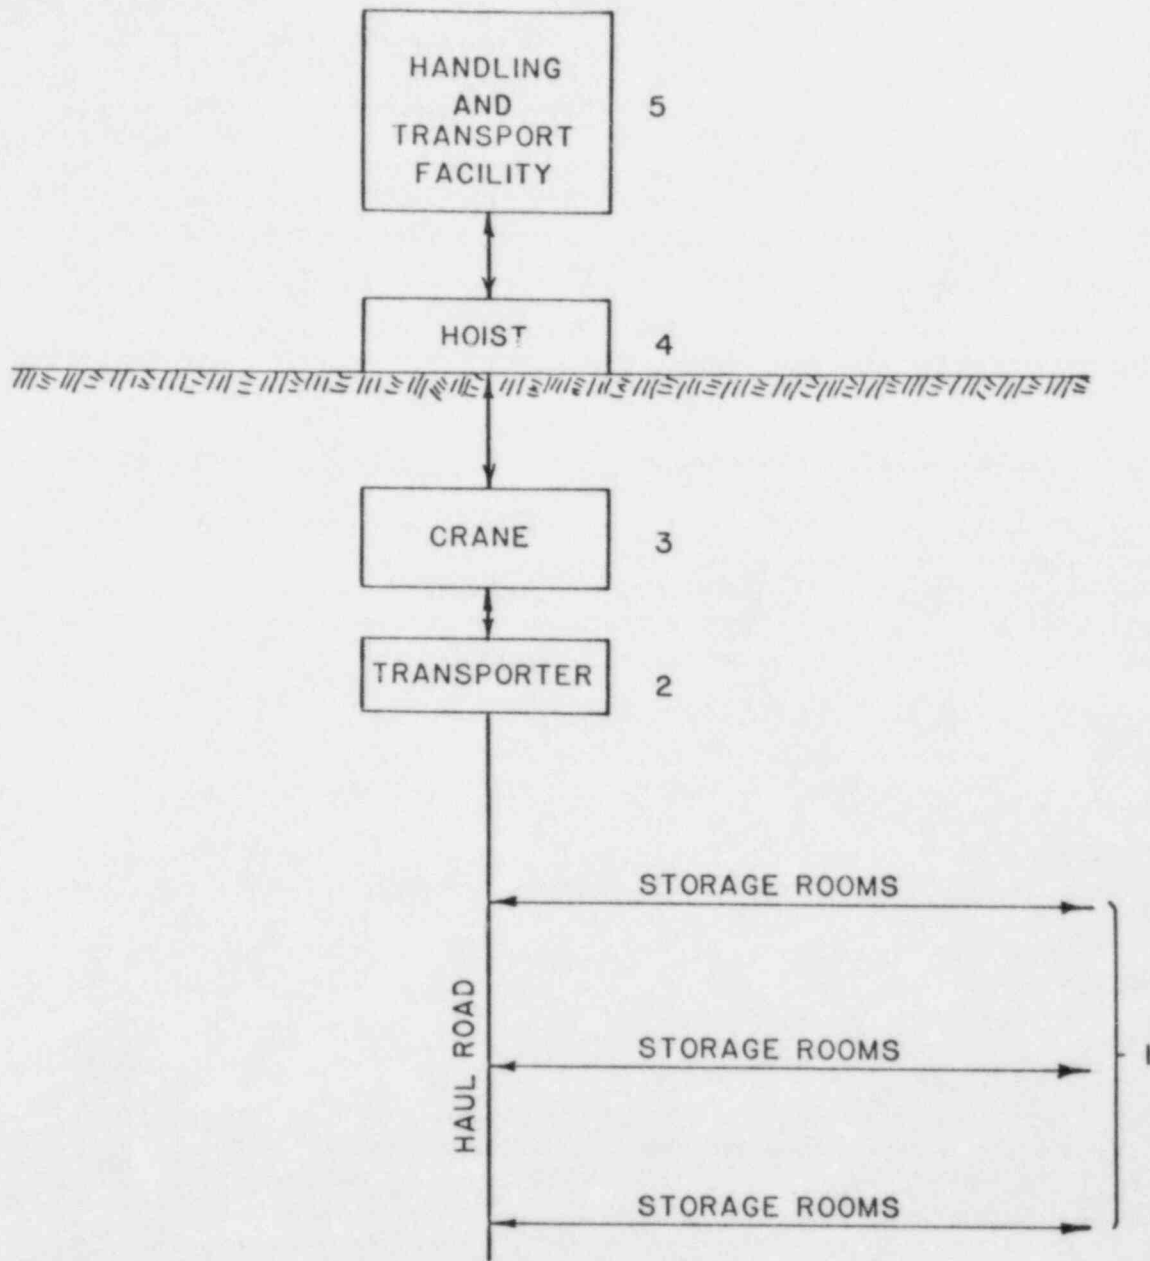 HANDLING
AND
TRANSPORT
FACILITY
5
HOIST
4
CRANE
3
TRANSPORTER
2
STORAGE ROOMS
HAUL ROAD
STORAGE ROOMS
1
STORAGE ROOMS